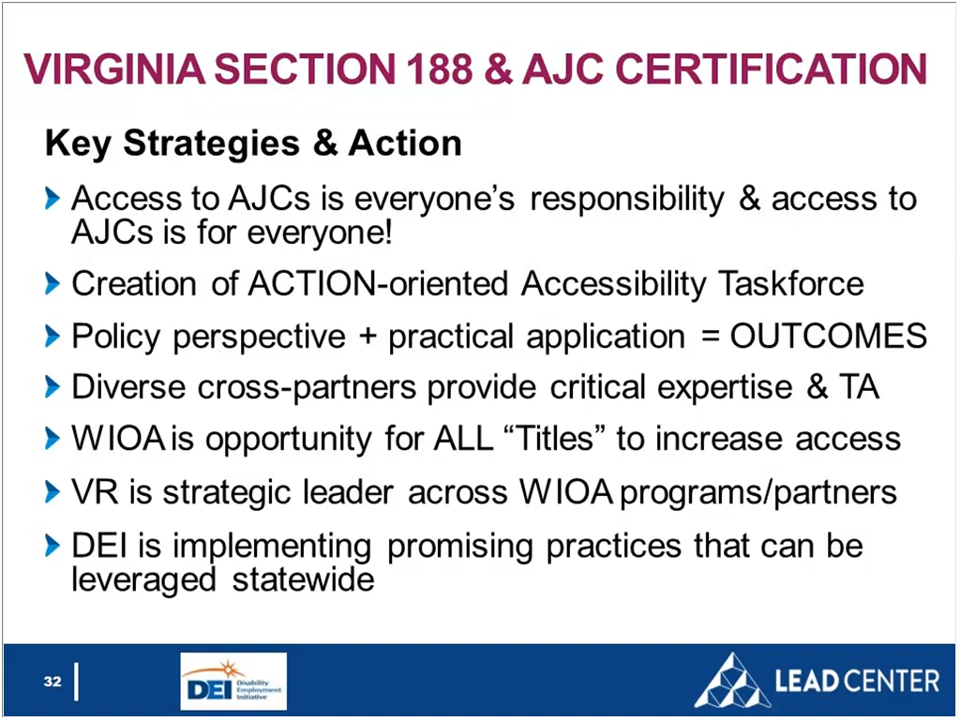 VIRGINIA SECTION 188 & AJC CERTIFICATION
Key Strategies & Action
Access to AJCs is everyone’s responsibility & access to
AJCs is for everyone!
Creation of ACTION-oriented Accessibility Taskforce
Policy perspective + practical application = OUTCOMES
Diverse cross-partners provide critical expertise & TA
WIOA is opportunity for ALL “Titles” to increase access
VR is strategic leader across WIOA programs/partners
DEI is implementing promising practices that can be
leveraged statewide
32
DEI Disability
Employment
Initiative
LEAD CENTER